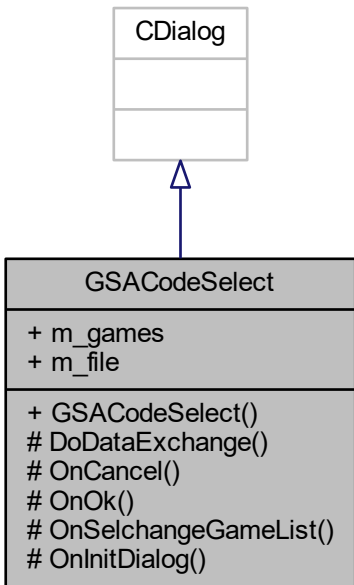 CDialog
GSACodeSelect
+ m_games
+ m_file
+ GSACodeSelect()
# DoDataExchange()
# OnCancel()
# OnOk()
# OnSelchangeGameList()
# OnInitDialog()